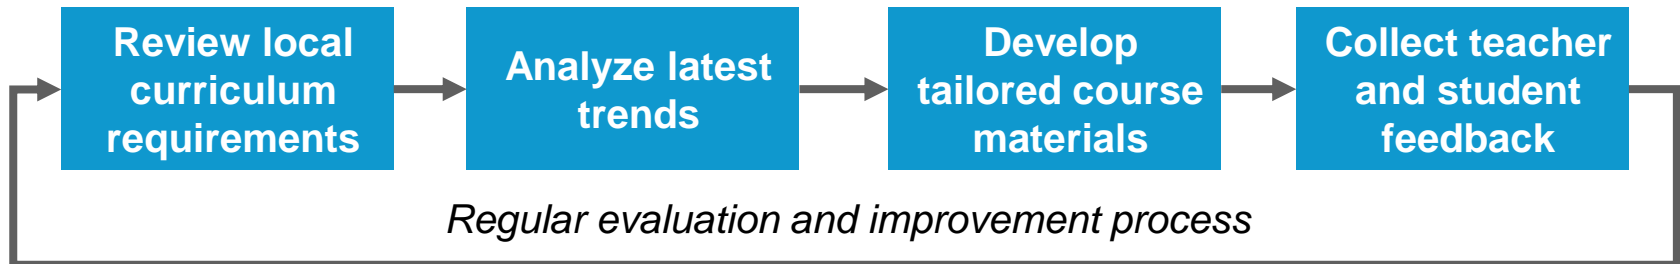 Review local
curriculum
requirements
Analyze latest
trends
Develop
tailored course
materials
Collect teacher
and student
feedback
Regular evaluation and improvement process